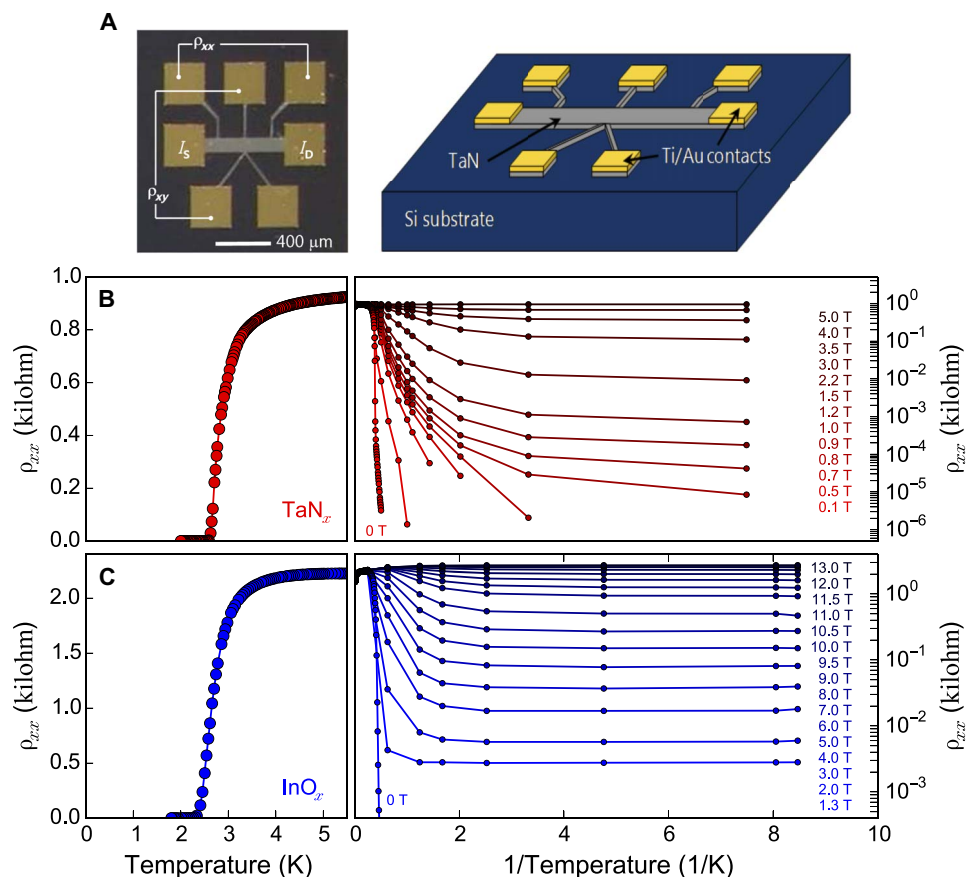 A
ρxx
ρxy
IS
ID
400 μm
TaN
Ti/Au contacts
Si substrate
B
1.0
0.8
0.6
0.4
0.2
0.0
ρxx (kilohm)
TaNx
0 T
5.0 T
4.0 T
3.5 T
3.0 T
2.2 T
1.5 T
1.2 T
1.0 T
0.9 T
0.8 T
0.7 T
0.5 T
0.1 T
10^0
10^-1
10^-2
10^-3
10^-4
10^-5
10^-6
ρxx (kilohm)
C
2.0
1.5
1.0
0.5
0.0
ρxx (kilohm)
InOx
0 T
13.0 T
12.0 T
11.5 T
11.0 T
10.5 T
10.0 T
9.5 T
9.0 T
8.0 T
7.0 T
6.0 T
5.0 T
4.0 T
3.0 T
2.0 T
1.3 T
10^0
10^-1
10^-2
10^-3
ρxx (kilohm)
0 1 2 3 4 5
Temperature (K)
0 2 4 6 8 10
1/Temperature (1/K)